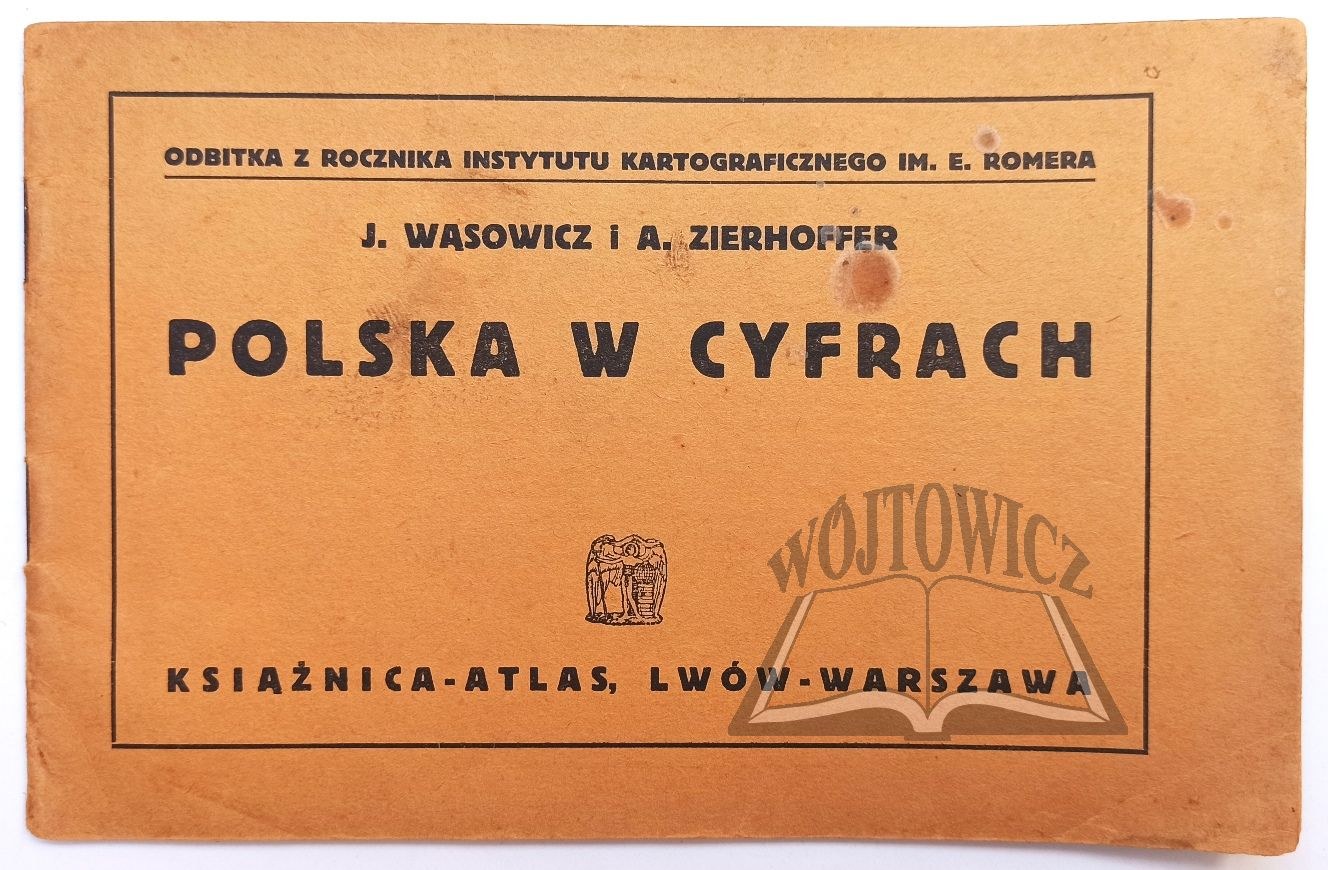 ODBITKA Z ROCZNIKA INSTYTUTU KARTOGRAFICZNEGO IM. E. ROMERA
J. WĄSOWICZ i A. ZIERHOFFER
POLSKA W CYFRACH
WÓJTOWICZ
KSIĄŻNICA-ATLAS, LWÓW-WARSZAWA